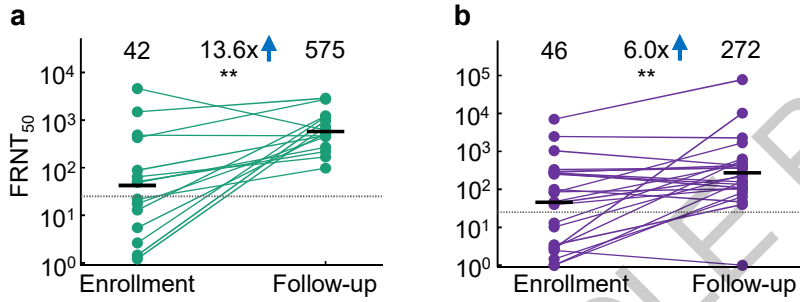 a
42 13.6x 575
**
FRNT50
10^4
10^3
10^2
10^1
10^0
Enrollment Follow-up
b
46 6.0x 272
**
10^5
10^4
10^3
10^2
10^1
10^0
Enrollment Follow-up